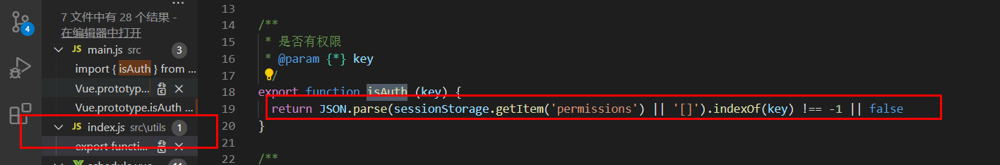 7 文件中有 28 个结果 -
在编辑器中打开
4
JS main.js src 3
import { isAuth } from ...
Vue.prototyp...
Vue.prototype.isAuth ...
JS index.js src\utils 1
export functi...
13
14 /**
15 * 是否有权限
16 * @param {*} key
17 /
18 export function isAuth (key) {
19 return JSON.parse(sessionStorage.getItem('permissions') || '[]').indexOf(key) !== -1 || false
20 }
21
22 /**